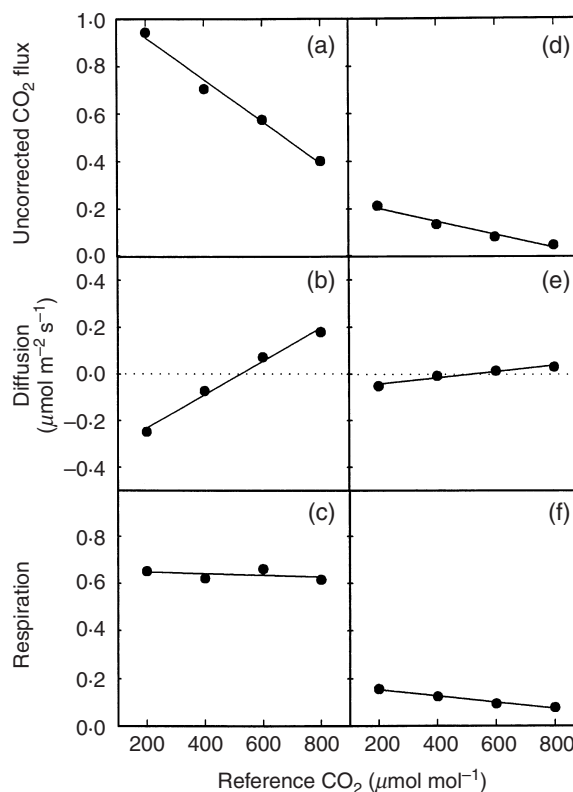 Uncorrected CO2 flux
1·0
0·8
0·6
0·4
0·2
0·0
(a)
(d)
Diffusion
(μmol m−2 s−1)
0·4
0·2
0·0
−0·2
−0·4
(b)
(e)
Respiration
0·8
0·6
0·4
0·2
0·0
(c)
(f)
200 400 600 800 200 400 600 800
Reference CO2 (μmol mol−1)